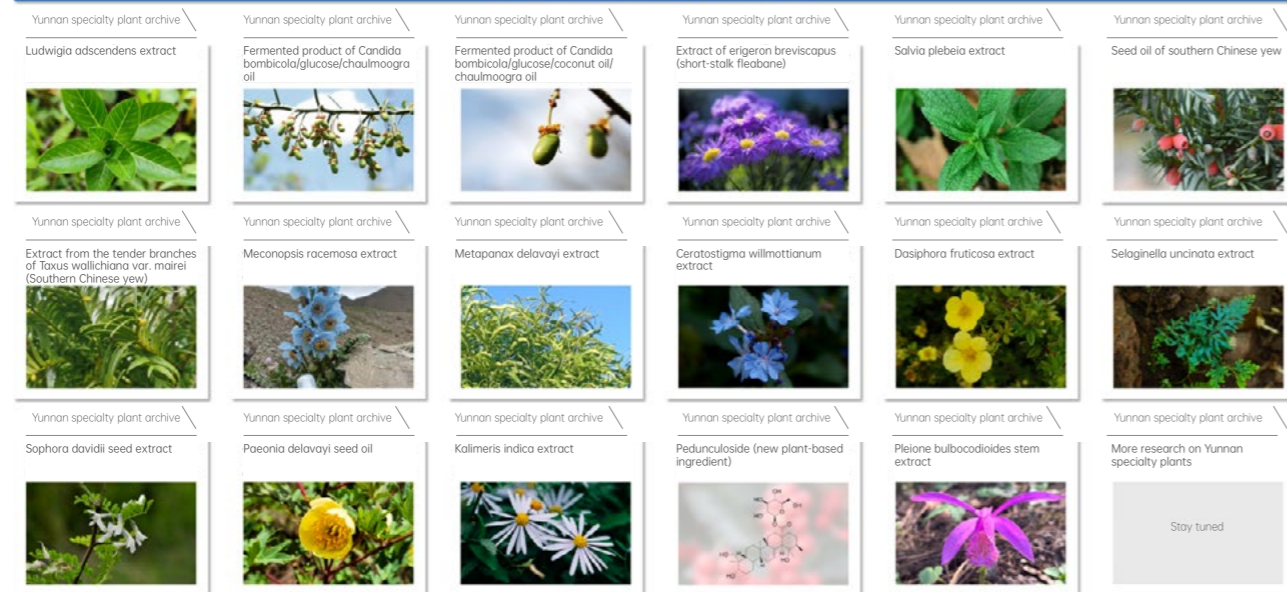 Yunnan specialty plant archive
Yunnan specialty plant archive
Yunnan specialty plant archive
Yunnan specialty plant archive
Yunnan specialty plant archive
Yunnan specialty plant archive
Ludwigia adscendens extract
Fermented product of Candida
bombicola/glucose/chaulmoogra
oil
Fermented product of Candida
bombicola/glucose/coconut oil/
chaulmoogra oil
Extract of erigeron breviscapus
(short-stalk fleabane)
Salvia plebeia extract
Seed oil of southern Chinese yew
Yunnan specialty plant archive
Yunnan specialty plant archive
Yunnan specialty plant archive
Yunnan specialty plant archive
Yunnan specialty plant archive
Yunnan specialty plant archive
Extract from the tender branches
of Taxus wallichiana var. mairei
(Southern Chinese yew)
Meconopsis racemosa extract
Metapanax delavayi extract
Ceratostigma willmottianum
extract
Dasiphora fruticosa extract
Selaginella uncinata extract
Yunnan specialty plant archive
Yunnan specialty plant archive
Yunnan specialty plant archive
Yunnan specialty plant archive
Yunnan specialty plant archive
Yunnan specialty plant archive
Sophora davidii seed extract
Paeonia delavayi seed oil
Kalimeris indica extract
Pedunculoside (new plant-based
ingredient)
Pleione bulbocodioides stem
extract
More research on Yunnan
specialty plants
Stay tuned